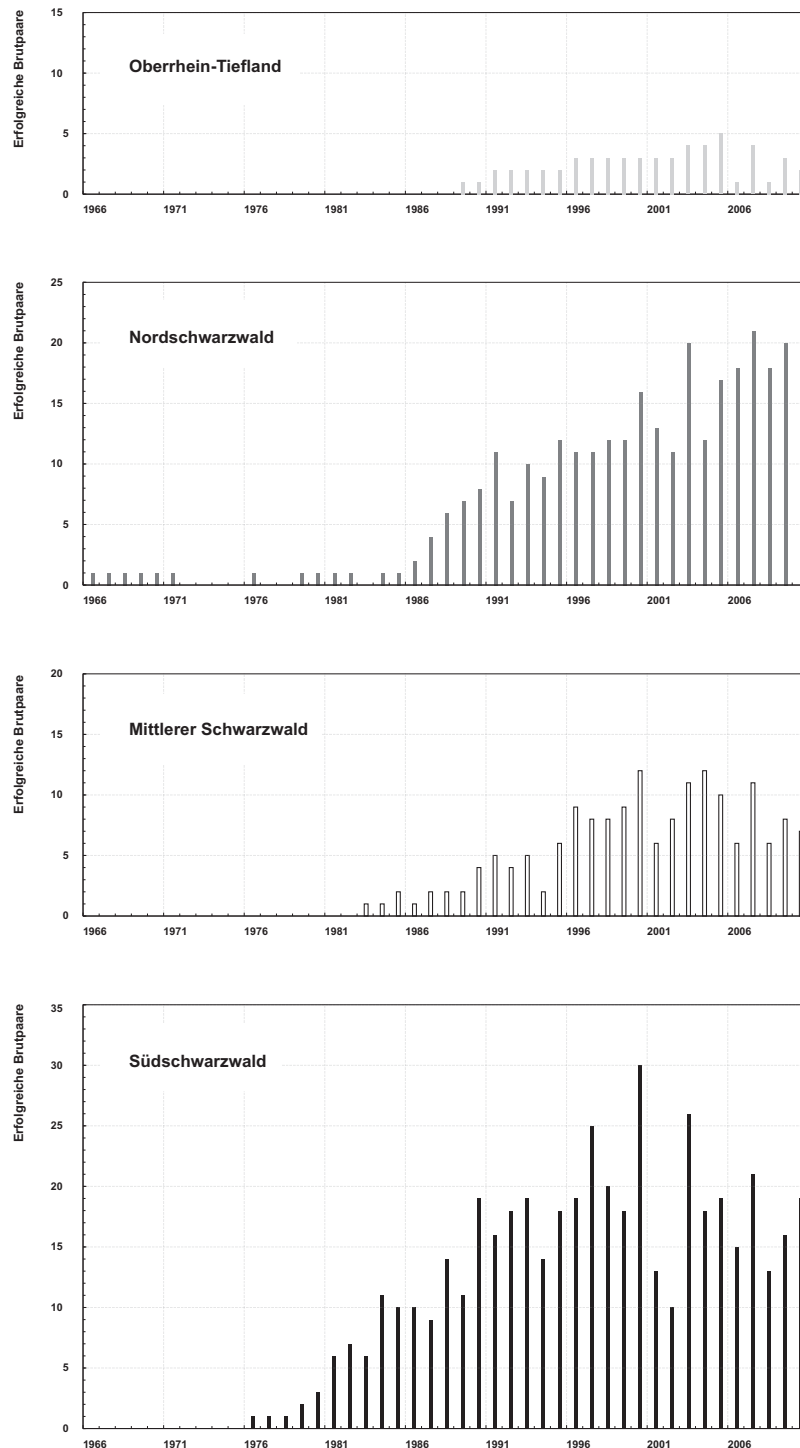 Erfolgreiche Brutpaare
15
10
5
0
Oberrhein-Tiefland
1966 1971 1976 1981 1986 1991 1996 2001 2006
Erfolgreiche Brutpaare
25
20
15
10
5
0
Nordschwarzwald
1966 1971 1976 1981 1986 1991 1996 2001 2006
Erfolgreiche Brutpaare
20
15
10
5
0
Mittlerer Schwarzwald
1966 1971 1976 1981 1986 1991 1996 2001 2006
Erfolgreiche Brutpaare
35
30
25
20
15
10
5
0
Südschwarzwald
1966 1971 1976 1981 1986 1991 1996 2001 2006